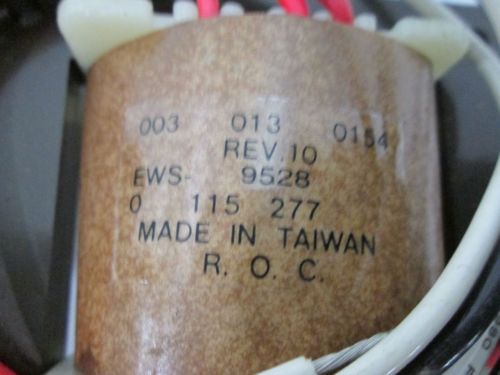 003 013 0154
REV.10
EWS- 9528
0 115 277
MADE IN TAIWAN
R. O. C.